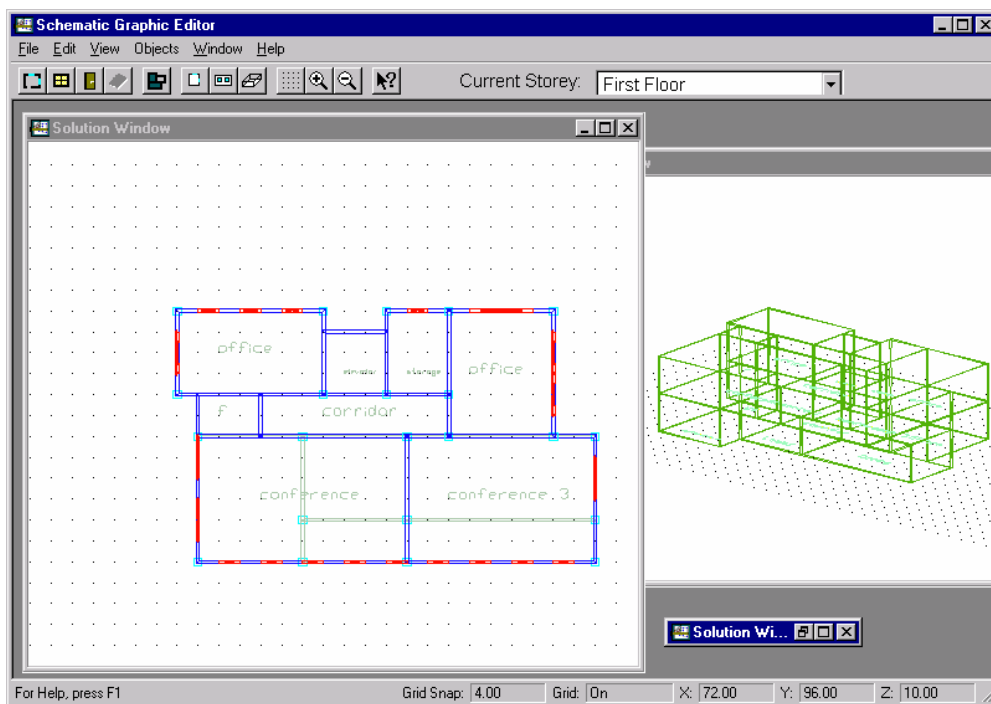 Schematic Graphic Editor
File Edit View Objects Window Help
Current Storey: First Floor
Solution Window
w
office
storage office.
f corridor
conference. conference.3.
Solution Wi...
For Help, press F1 Grid Snap: 4.00 Grid: On X: 72.00 Y: 96.00 Z: 10.00